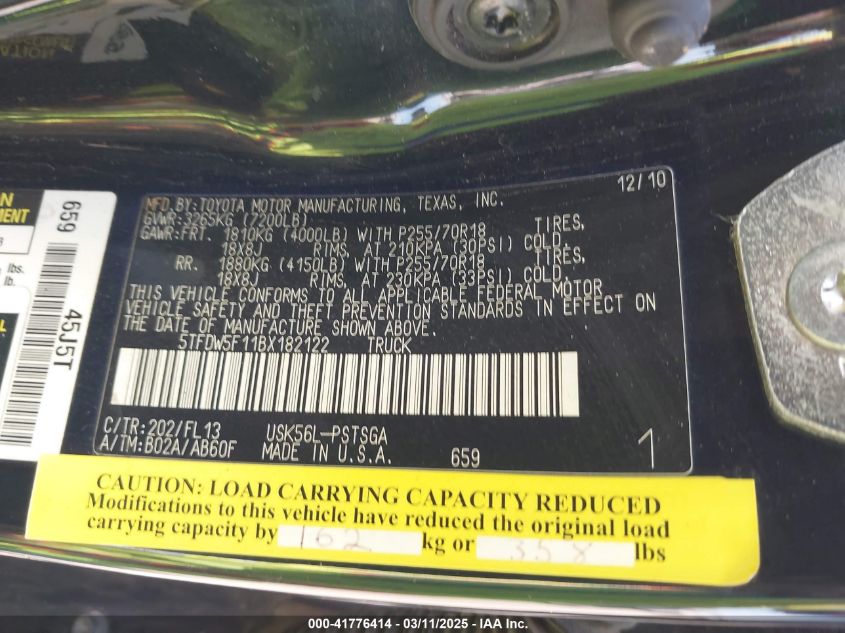 12/10
MFD.BY:TOYOTA MOTOR MANUFACTURING, TEXAS, INC.
GVWR:3265KG (7200LB)
GAWR:FRT. 1810KG (4000LB) WITH P255/70R18 TIRES,
18X8J RIMS, AT 210KPA (30PSI) COLD.
RR. 1880KG (4150LB) WITH P255/70R18 TIRES,
18X8J RIMS, AT 230KPA (33PSI) COLD.
THIS VEHICLE CONFORMS TO ALL APPLICABLE FEDERAL MOTOR
VEHICLE SAFETY AND THEFT PREVENTION STANDARDS IN EFFECT ON
THE DATE OF MANUFACTURE SHOWN ABOVE.
5TFDW5F11BX182122 TRUCK
C/TR:202/FL13 USK56L-PSTSGA
A/TM:B02A/AB60F MADE IN U.S.A. 659 1
CAUTION: LOAD CARRYING CAPACITY REDUCED
Modifications to this vehicle have reduced the original load
carrying capacity by 162 kg or 358 lbs
659
45J5T
lbs.
lb.
000-41776414 - 03/11/2025 - IAA Inc.